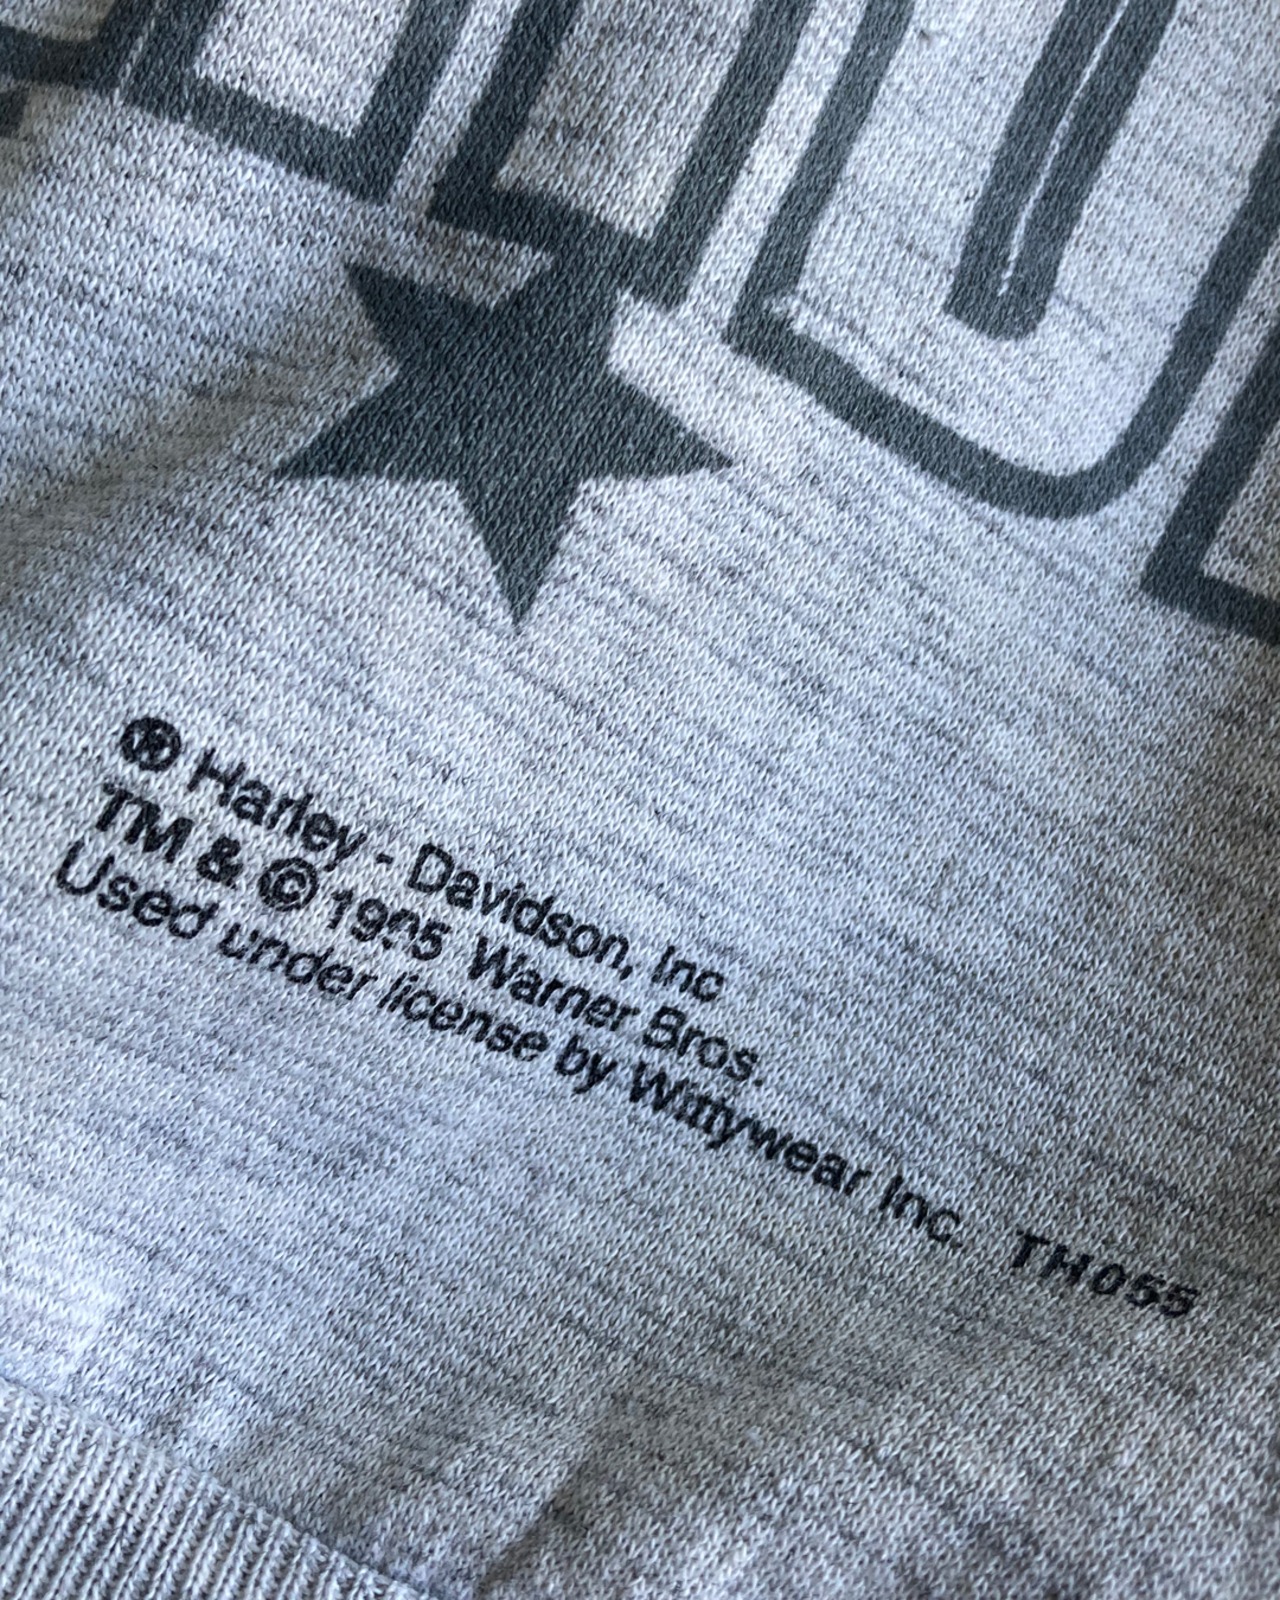 ® Harley - Davidson, Inc
TM & © 1995 Warner Bros.
Used under license by Wittywear Inc. TH055